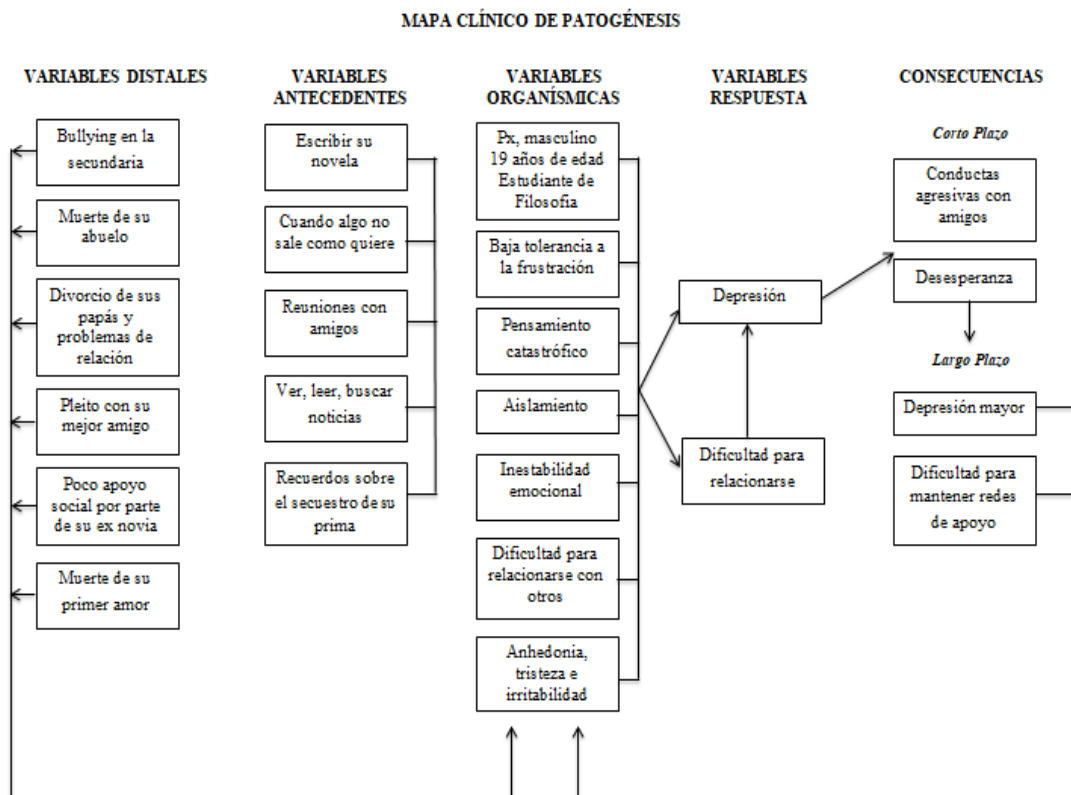 MAPA CLÍNICO DE PATOGÉNESIS
VARIABLES DISTALES
Bullying en la
secundaria
Muerte de su
abuelo
Divorcio de sus
papás y
problemas de
relación
Pleito con su
mejor amigo
Poco apoyo
social por parte
de su ex novia
Muerte de su
primer amor
VARIABLES
ANTECEDENTES
Escribir su
novela
Cuando algo no
sale como quiere
Reuniones con
amigos
Ver, leer, buscar
noticias
Recuerdos sobre
el secuestro de su
prima
VARIABLES
ORGANÍSMICAS
Px, masculino
19 años de edad
Estudiante de
Filosofia
Baja tolerancia a
la frustración
Pensamiento
catastrófico
Aislamiento
Inestabilidad
emocional
Dificultad para
relacionarse con
otros
Anhedonia,
tristeza e
irritabilidad
VARIABLES
RESPUESTA
Depresión
Dificultad para
relacionarse
CONSECUENCIAS
Corto Plazo
Conductas
agresivas con
amigos
Desesperanza
Largo Plazo
Depresión mayor
Dificultad para
mantener redes
de apoyo